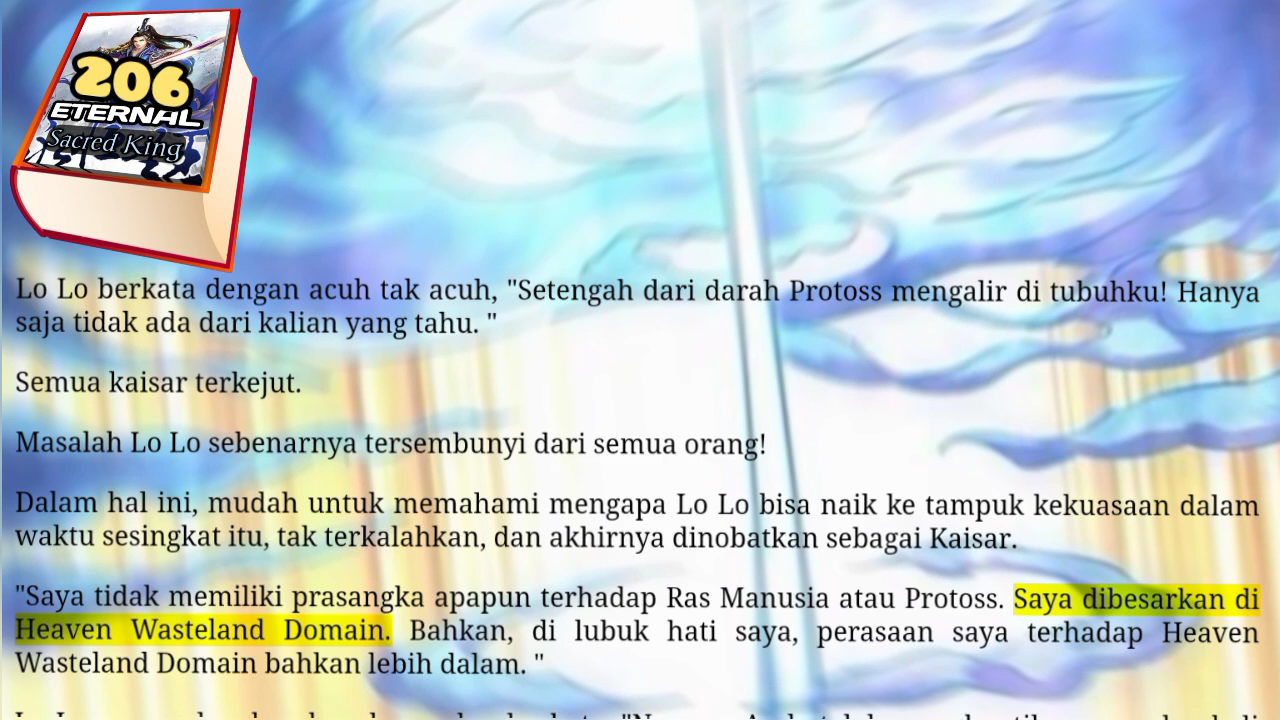 206
ETERNAL
Sacred King
Lo Lo berkata dengan acuh tak acuh, "Setengah dari darah Protoss mengalir di tubuhku! Hanya
saja tidak ada dari kalian yang tahu. "
Semua kaisar terkejut.
Masalah Lo Lo sebenarnya tersembunyi dari semua orang!
Dalam hal ini, mudah untuk memahami mengapa Lo Lo bisa naik ke tampuk kekuasaan dalam
waktu sesingkat itu, tak terkalahkan, dan akhirnya dinobatkan sebagai Kaisar.
"Saya tidak memiliki prasangka apapun terhadap Ras Manusia atau Protoss. Saya dibesarkan di
Heaven Wasteland Domain. Bahkan, di lubuk hati saya, perasaan saya terhadap Heaven
Wasteland Domain bahkan lebih dalam. "